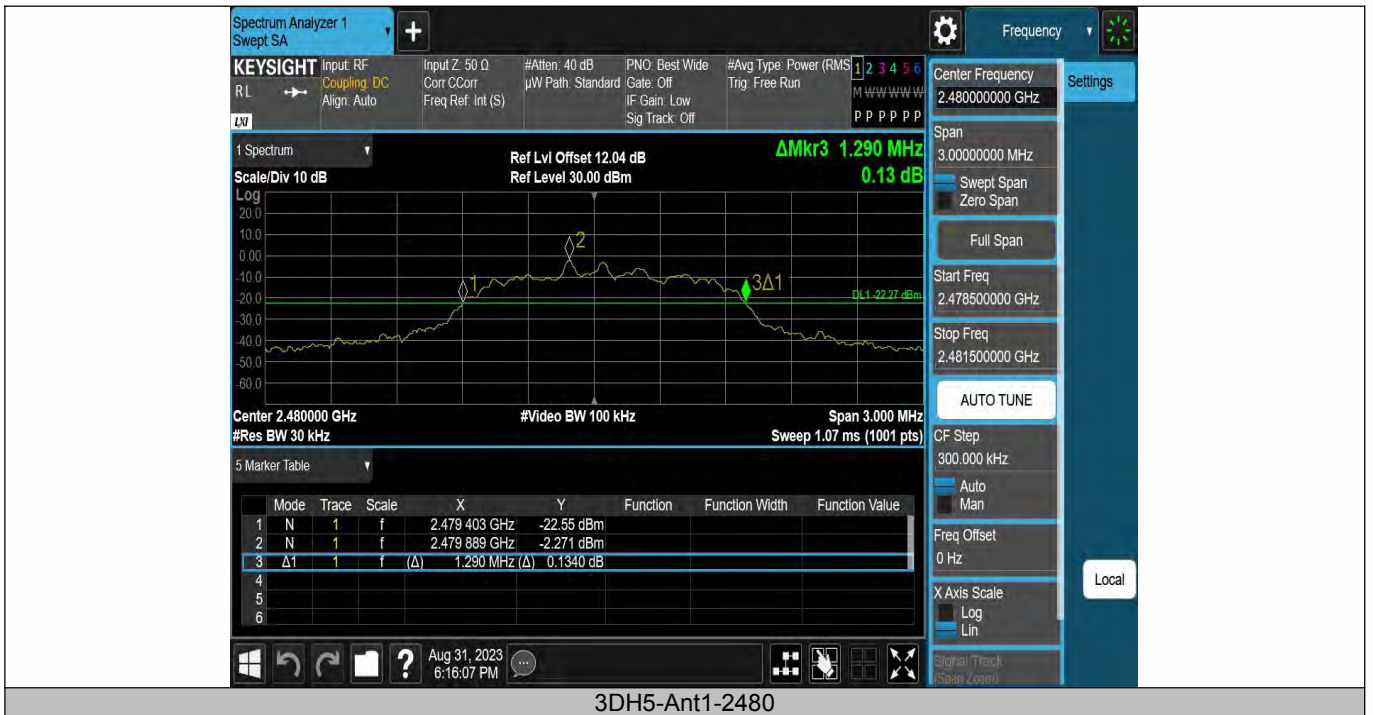 Spectrum Analyzer 1
Swept SA
+
Frequency
KEYSIGHT
RL
LXI
Input: RF
Coupling: DC
Align: Auto
Input Z: 50 Ω
Corr CCorr
Freq Ref: Int (S)
#Atten: 40 dB
µW Path: Standard
PNO: Best Wide
Gate: Off
IF Gain: Low
Sig Track: Off
#Avg Type: Power (RMS
Trig: Free Run
1 2 3 4 5 6
M W W W W W
P P P P P P
Settings
Center Frequency
2.480000000 GHz
Span
3.00000000 MHz
Swept Span
Zero Span
Full Span
Start Freq
2.478500000 GHz
Stop Freq
2.481500000 GHz
AUTO TUNE
CF Step
300.000 kHz
Auto
Man
Freq Offset
0 Hz
X Axis Scale
Log
Lin
Signal Track
(Span Zoom)
Local
1 Spectrum
Ref Lvl Offset 12.04 dB
ΔMkr3 1.290 MHz
Scale/Div 10 dB
Ref Level 30.00 dBm
0.13 dB
Log
20.0
10.0
0.00
-10.0
-20.0
-30.0
-40.0
-50.0
-60.0
1
2
3Δ1
DL1 -22.27 dBm
Center 2.480000 GHz
#Video BW 100 kHz
Span 3.000 MHz
#Res BW 30 kHz
Sweep 1.07 ms (1001 pts)
5 Marker Table
Mode Trace Scale X Y Function Function Width Function Value
1 N 1 f 2.479 403 GHz -22.55 dBm
2 N 1 f 2.479 889 GHz -2.271 dBm
3 Δ1 1 f (Δ) 1.290 MHz (Δ) 0.1340 dB
4
5
6
?
Aug 31, 2023
6:16:07 PM
3DH5-Ant1-2480